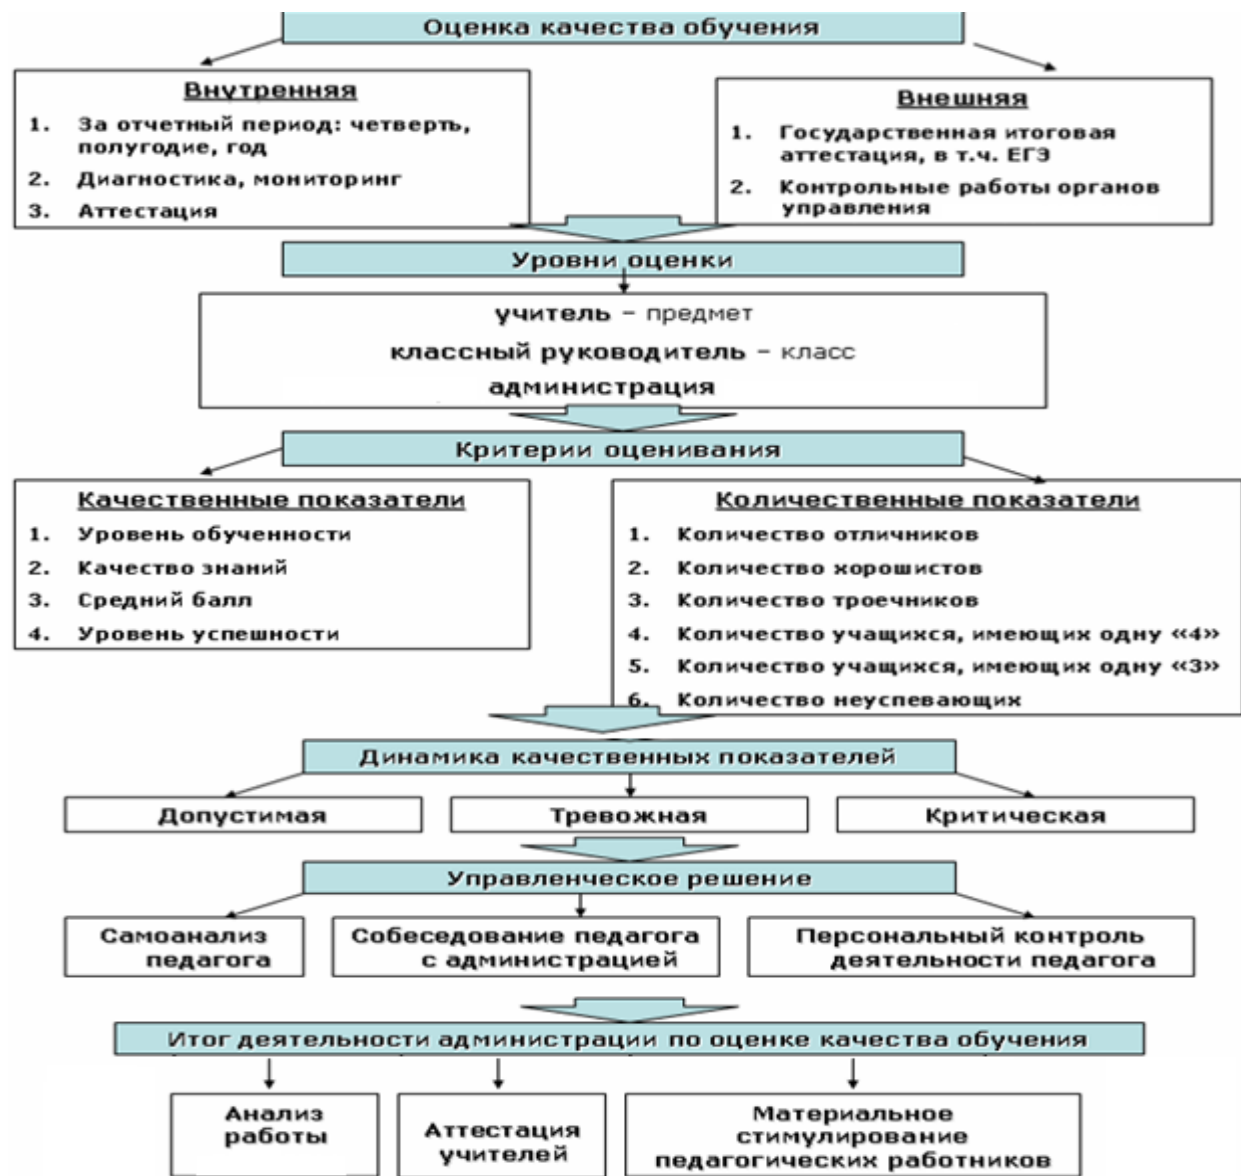 Оценка качества обучения
Внутренняя
1. За отчетный период: четверть,
полугодие, год
2. Диагностика, мониторинг
3. Аттестация
Внешняя
1. Государственная итоговая
аттестация, в т.ч. ЕГЭ
2. Контрольные работы органов
управления
Уровни оценки
учитель – предмет
классный руководитель – класс
администрация
Критерии оценивания
Качественные показатели
1. Уровень обученности
2. Качество знаний
3. Средний балл
4. Уровень успешности
Количественные показатели
1. Количество отличников
2. Количество хорошистов
3. Количество троечников
4. Количество учащихся, имеющих одну «4»
5. Количество учащихся, имеющих одну «3»
6. Количество неуспевающих
Динамика качественных показателей
Допустимая
Тревожная
Критическая
Управленческое решение
Самоанализ
педагога
Собеседование педагога
с администрацией
Персональный контроль
деятельности педагога
Итог деятельности администрации по оценке качества обучения
Анализ
работы
Аттестация
учителей
Материальное
стимулирование
педагогических работников